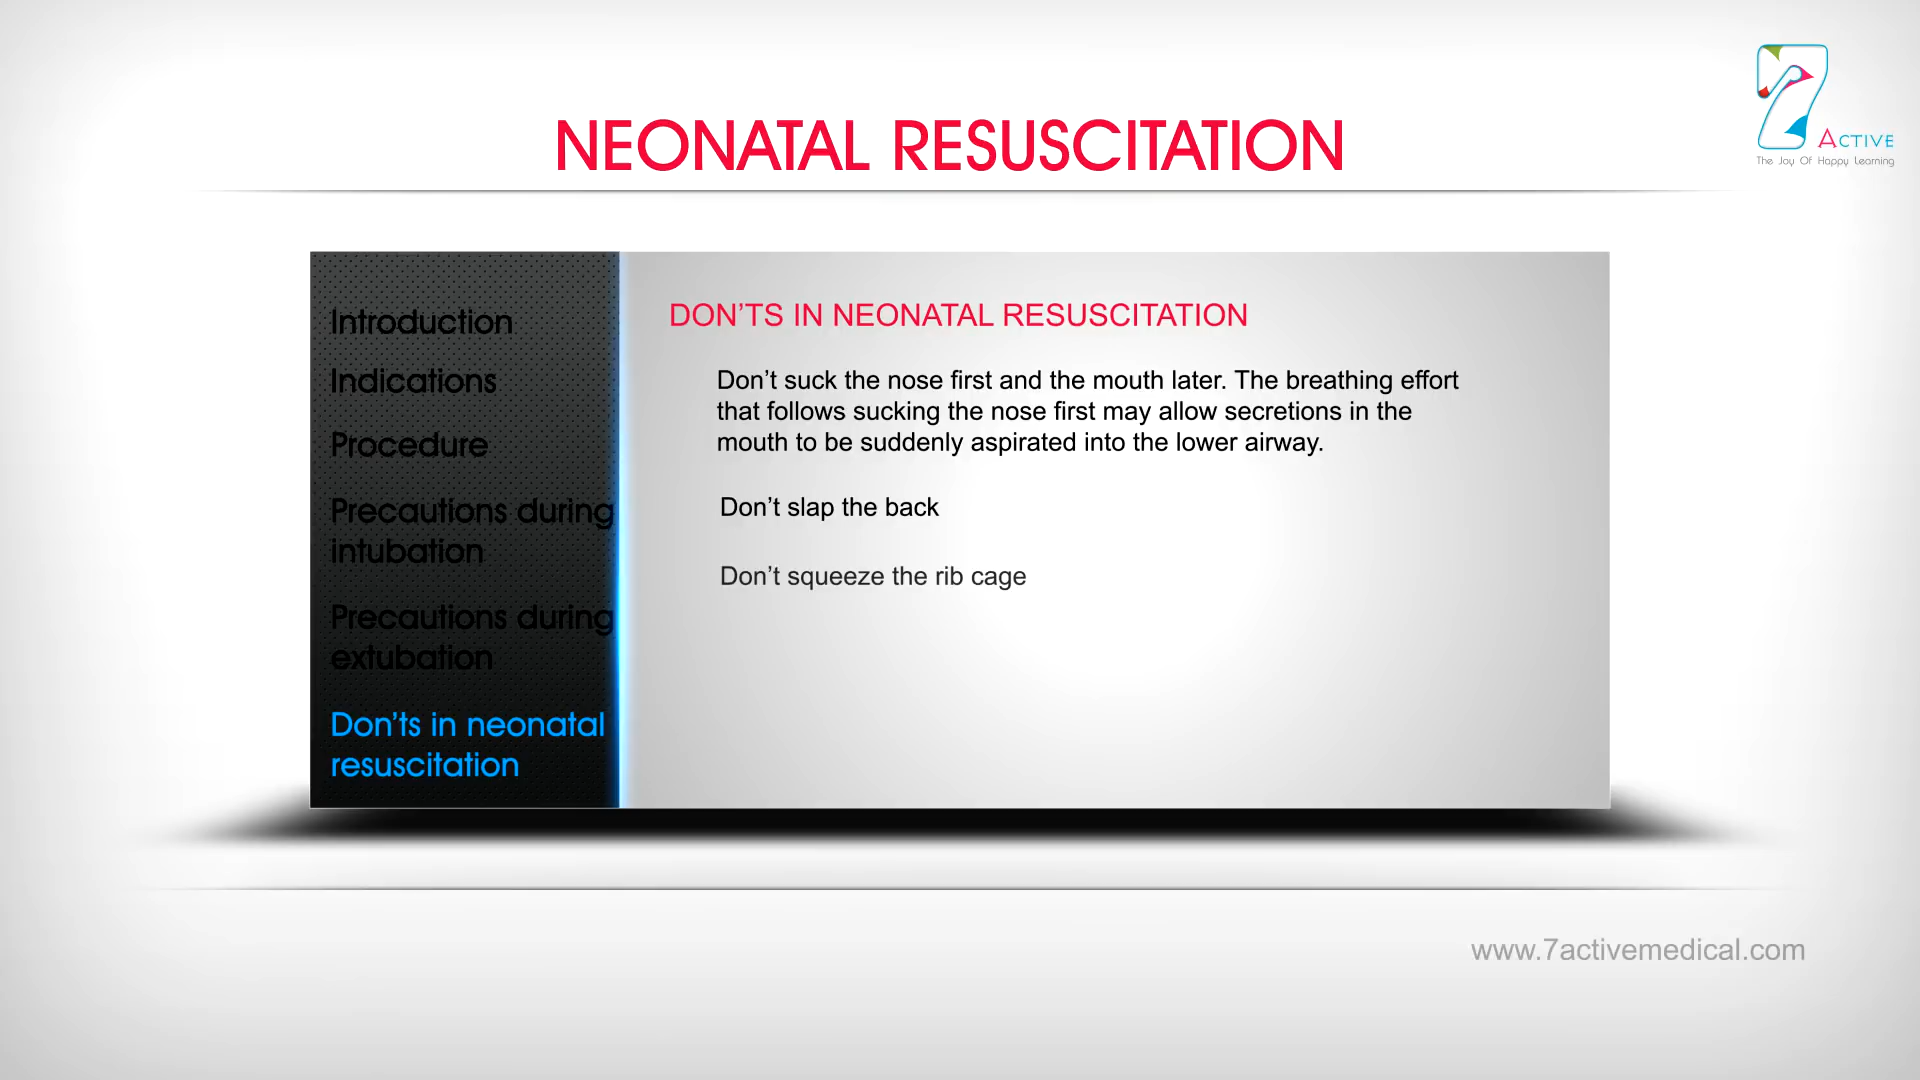 NEONATAL RESUSCITATION
7 ACTIVE
The Joy Of Happy Learning
Introduction
Indications
Procedure
Precautions during
intubation
Precautions during
extubation
Don’ts in neonatal
resuscitation
DON’TS IN NEONATAL RESUSCITATION
Don’t suck the nose first and the mouth later. The breathing effort
that follows sucking the nose first may allow secretions in the
mouth to be suddenly aspirated into the lower airway.
Don’t slap the back
Don’t squeeze the rib cage
www.7activemedical.com